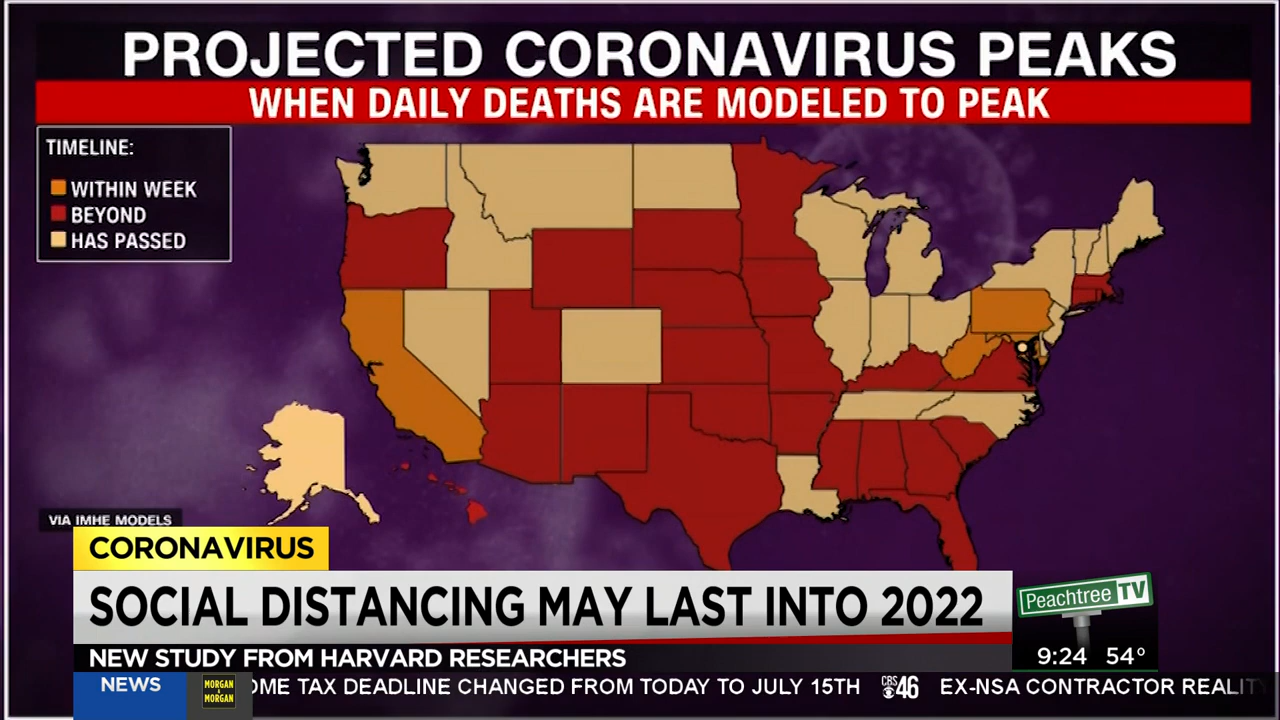 PROJECTED CORONAVIRUS PEAKS
WHEN DAILY DEATHS ARE MODELED TO PEAK
TIMELINE:
WITHIN WEEK
BEYOND
HAS PASSED
VIA IMHE MODELS
CORONAVIRUS
SOCIAL DISTANCING MAY LAST INTO 2022
NEW STUDY FROM HARVARD RESEARCHERS
Peachtree TV
9:24 54°
NEWS
MORGAN & MORGAN
OME TAX DEADLINE CHANGED FROM TODAY TO JULY 15TH CBS 46 EX-NSA CONTRACTOR REALITY